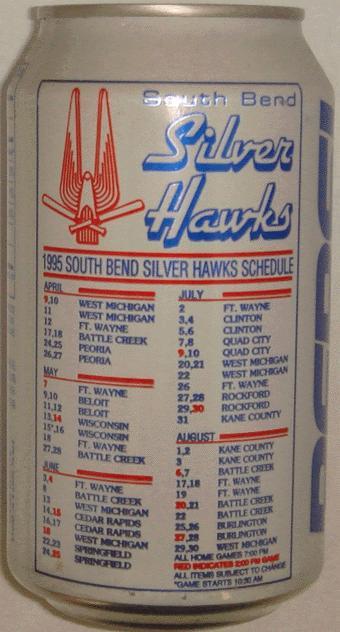 South Bend
Silver
Hawks
1995 SOUTH BEND SILVER HAWKS SCHEDULE
APRIL
9,10 WEST MICHIGAN
11 WEST MICHIGAN
12 FT. WAYNE
17,18 BATTLE CREEK
24,25 PEORIA
26,27 PEORIA
MAY
7 FT. WAYNE
9,10 BELOIT
11,12 BELOIT
13,14 WISCONSIN
15*,16 WISCONSIN
18 FT. WAYNE
27,28 BATTLE CREEK
JUNE
3,4 FT. WAYNE
8 BATTLE CREEK
13 WEST MICHIGAN
14,15 CEDAR RAPIDS
16,17 CEDAR RAPIDS
18 WEST MICHIGAN
22,23 SPRINGFIELD
24,25 SPRINGFIELD
JULY
2 FT. WAYNE
3,4 CLINTON
5,6 CLINTON
7,8 QUAD CITY
9,10 QUAD CITY
20,21 WEST MICHIGAN
22 WEST MICHIGAN
26 FT. WAYNE
27,28 ROCKFORD
29,30 ROCKFORD
31 KANE COUNTY
AUGUST
1,2 KANE COUNTY
3 KANE COUNTY
6,7 BATTLE CREEK
17,18 FT. WAYNE
19 FT. WAYNE
20,21 BATTLE CREEK
22 BATTLE CREEK
25,26 BURLINGTON
27,28 BURLINGTON
29,30 WEST MICHIGAN
ALL HOME GAMES 7:00 PM
RED INDICATES 2:00 PM GAME
ALL ITEMS SUBJECT TO CHANGE
*GAME STARTS 10:30 AM